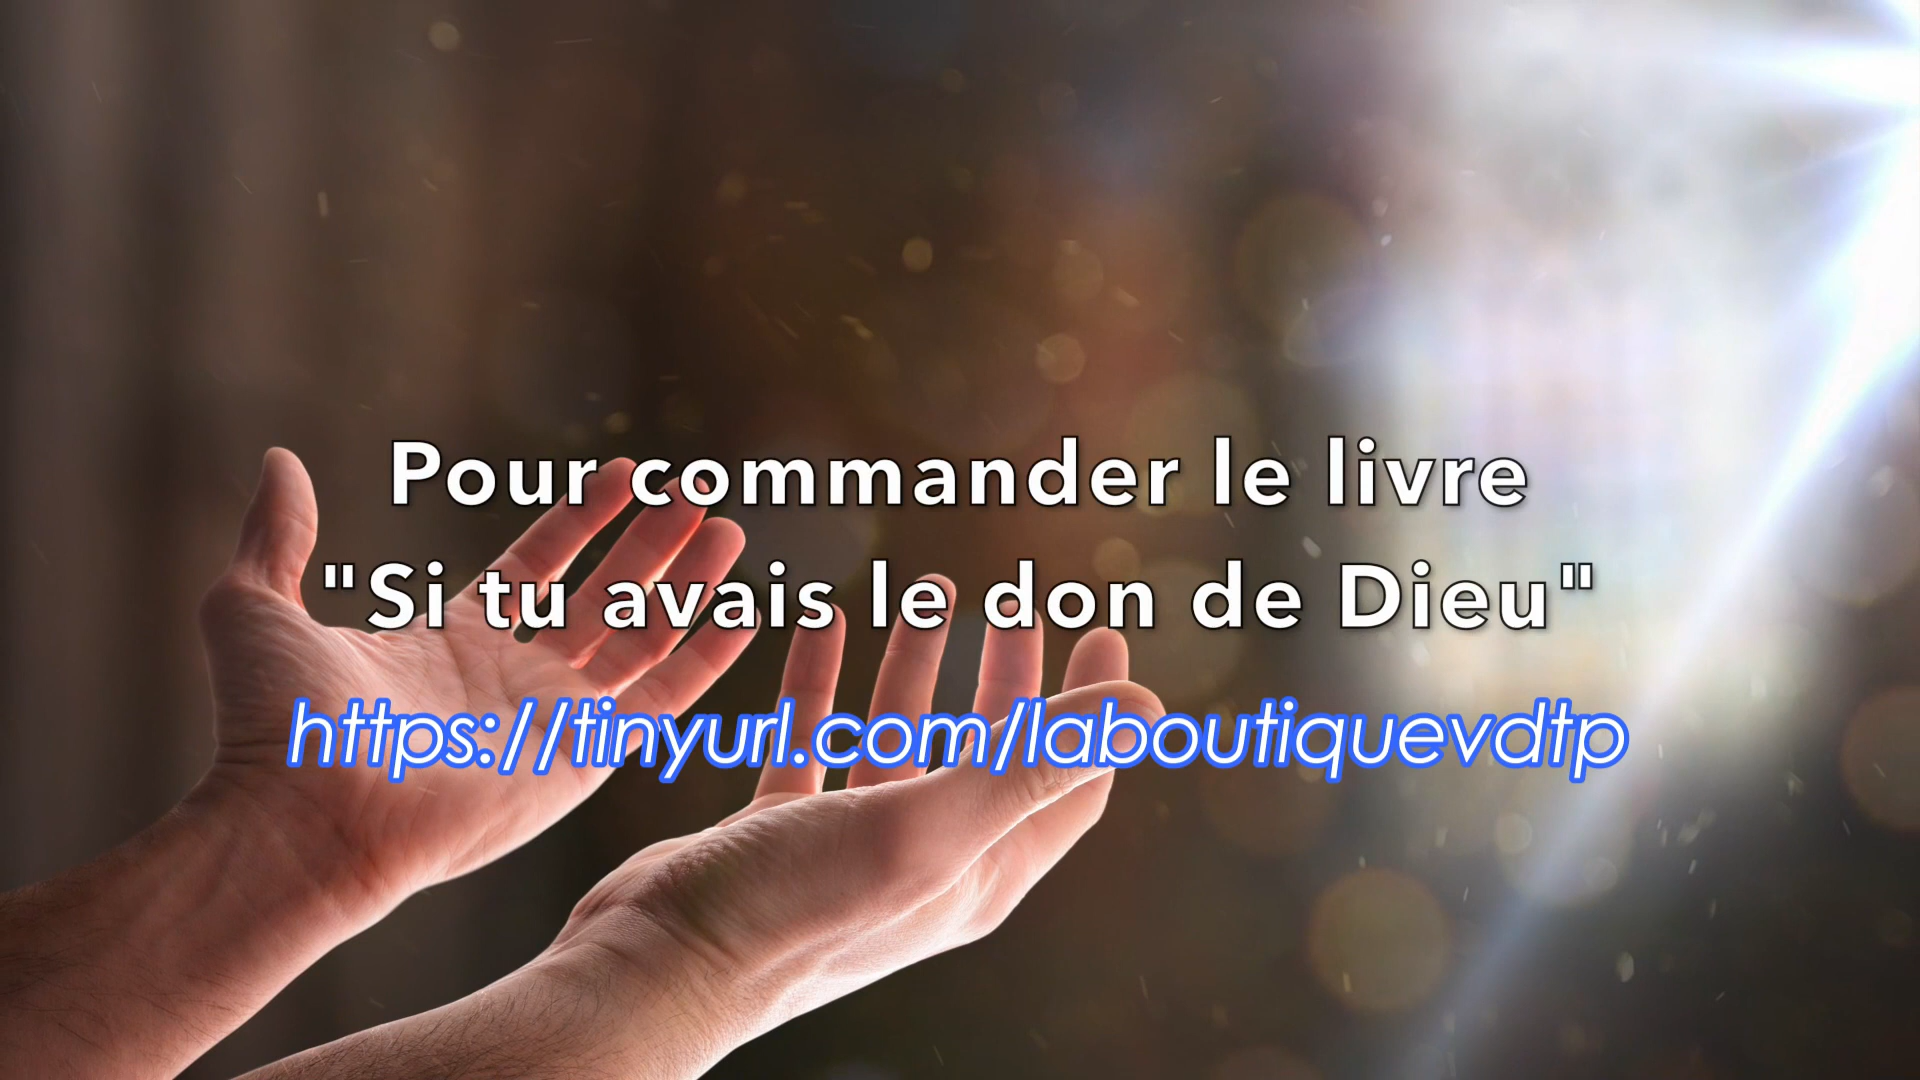 Pour commander le livre
"Si tu avais le don de Dieu"
https://tinyurl.com/laboutiquevdtp